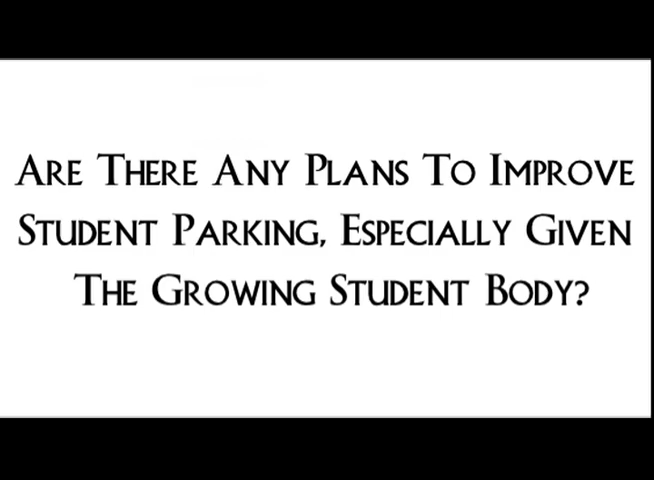 Are There Any Plans To Improve
Student Parking, Especially Given
The Growing Student Body?